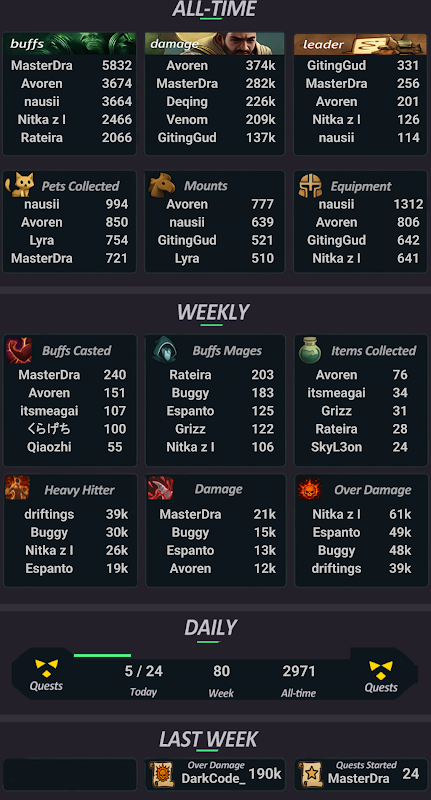 ALL-TIME
buffs
MasterDra 5832
Avoren 3674
nausii 3664
Nitka z I 2466
Rateira 2066
damage
Avoren 374k
MasterDra 282k
Deqing 226k
Venom 209k
GitingGud 137k
leader
GitingGud 331
MasterDra 256
Avoren 201
Nitka z I 126
nausii 114
Pets Collected
nausii 994
Avoren 850
Lyra 754
MasterDra 721
Mounts
Avoren 777
nausii 639
GitingGud 521
Lyra 510
Equipment
nausii 1312
Avoren 806
GitingGud 642
Nitka z I 641
WEEKLY
Buffs Casted
MasterDra 240
Avoren 151
itsmeagai 107
くらげち 100
Qiaozhi 55
Buffs Mages
Rateira 203
Buggy 183
Espanto 125
Grizz 122
Nitka z I 106
Items Collected
Avoren 76
itsmeagai 34
Grizz 31
Rateira 28
SkyL3on 24
Heavy Hitter
driftings 39k
Buggy 30k
Nitka z I 26k
Espanto 19k
Damage
MasterDra 21k
Buggy 15k
Espanto 13k
Avoren 12k
Over Damage
Nitka z I 61k
Espanto 49k
Buggy 48k
driftings 39k
DAILY
Quests
5 / 24
Today
80
Week
2971
All-time
Quests
LAST WEEK
Over Damage
DarkCode_ 190k
Quests Started
MasterDra 24